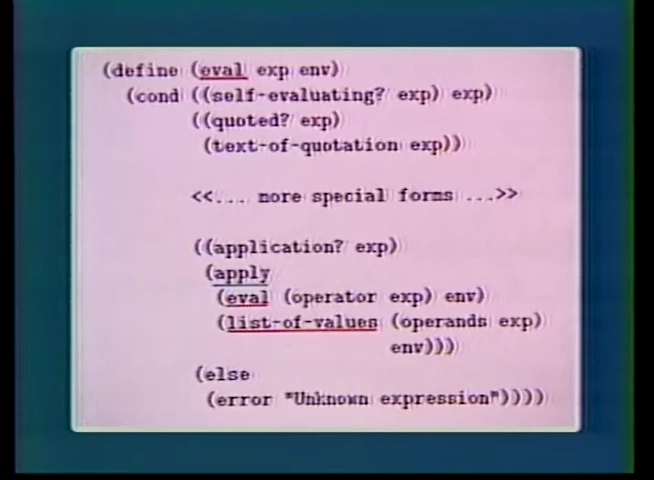 (define (eval exp env)
(cond ((self-evaluating? exp) exp)
((quoted? exp)
(text-of-quotation exp))
<<... more special forms ...>>
((application? exp)
(apply
(eval (operator exp) env)
(list-of-values (operands exp)
env)))
(else
(error "Unknown expression"))))